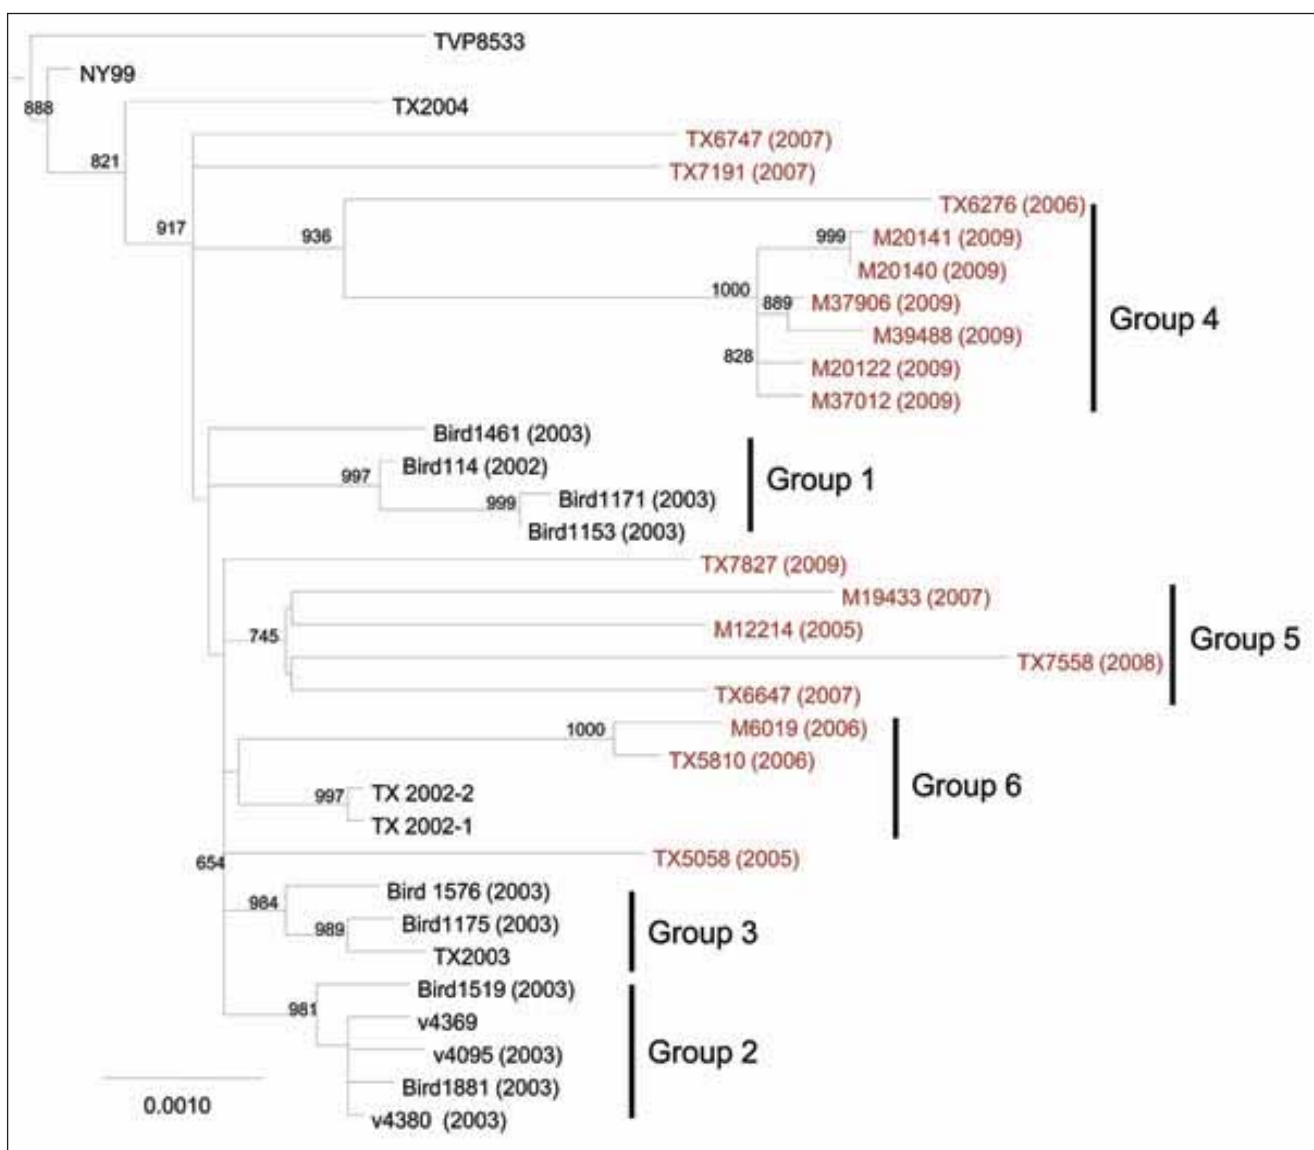 TVP8533
NY99
888
TX2004
821
TX6747 (2007)
TX7191 (2007)
917
936
TX6276 (2006)
999
M20141 (2009)
M20140 (2009)
1000
889
M37906 (2009)
Group 4
M39488 (2009)
828
M20122 (2009)
M37012 (2009)
Bird1461 (2003)
997
Bird114 (2002)
Group 1
999
Bird1171 (2003)
Bird1153 (2003)
TX7827 (2009)
M19433 (2007)
745
M12214 (2005)
Group 5
TX7558 (2008)
TX6647 (2007)
1000
M6019 (2006)
TX5810 (2006)
Group 6
997
TX 2002-2
TX 2002-1
654
TX5058 (2005)
984
Bird 1576 (2003)
989
Bird1175 (2003)
Group 3
TX2003
Bird1519 (2003)
981
v4369
Group 2
v4095 (2003)
Bird1881 (2003)
0.0010
v4380 (2003)